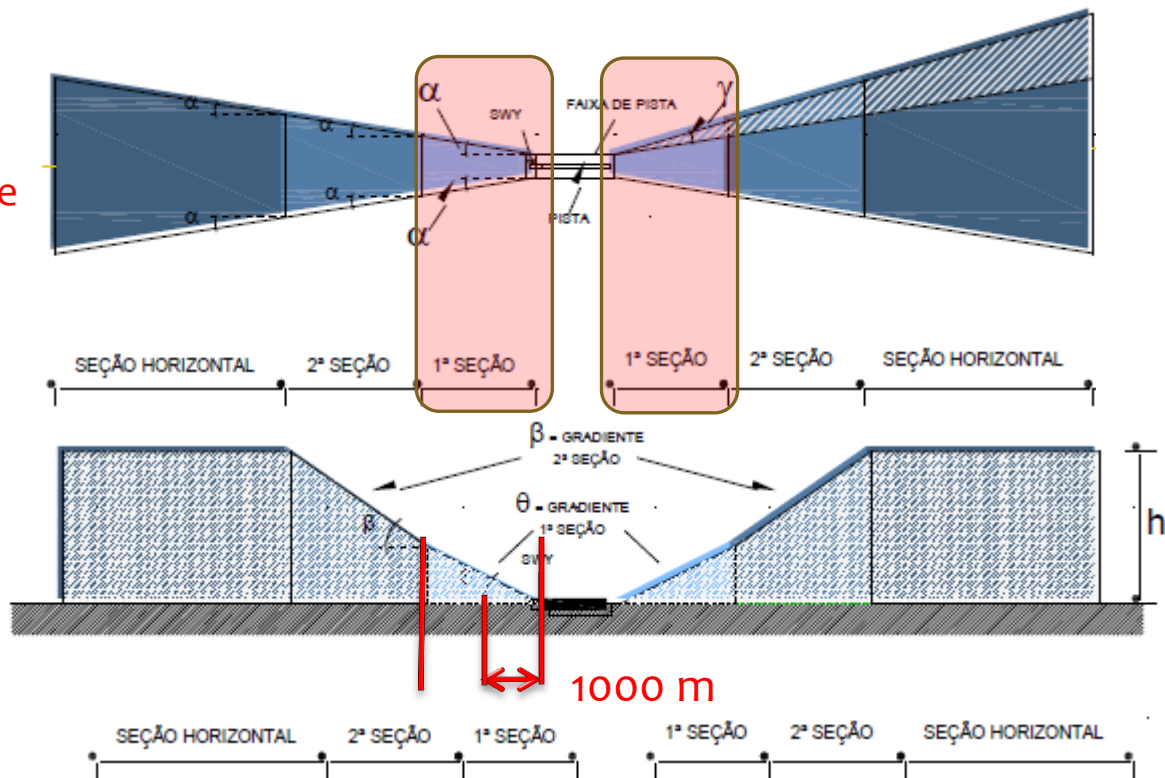 α
α
α
SWY
FAIXA DE PISTA
γ
e
α
α
α
PISTA
SEÇÃO HORIZONTAL
2ª SEÇÃO
1ª SEÇÃO
1ª SEÇÃO
2ª SEÇÃO
SEÇÃO HORIZONTAL
β = GRADIENTE
2ª SEÇÃO
θ = GRADIENTE
1ª SEÇÃO
β
SWY
h
1000 m
SEÇÃO HORIZONTAL
2ª SEÇÃO
1ª SEÇÃO
1ª SEÇÃO
2ª SEÇÃO
SEÇÃO HORIZONTAL